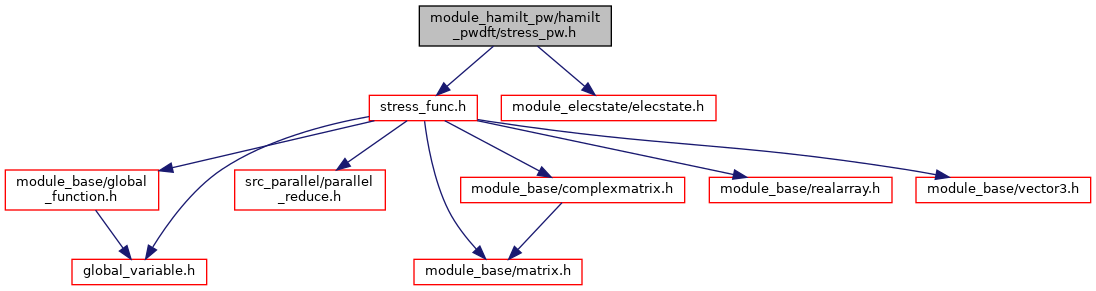 module_hamilt_pw/hamilt
_pwdft/stress_pw.h
stress_func.h
module_elecstate/elecstate.h
module_base/global
_function.h
src_parallel/parallel
_reduce.h
module_base/complexmatrix.h
module_base/realarray.h
module_base/vector3.h
global_variable.h
module_base/matrix.h